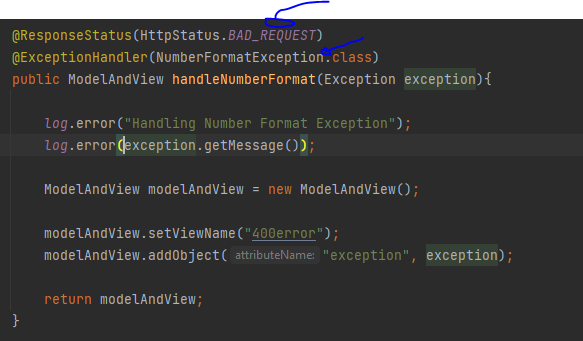 @ResponseStatus(HttpStatus.BAD_REQUEST)
@ExceptionHandler(NumberFormatException.class)
public ModelAndView handleNumberFormat(Exception exception){
log.error("Handling Number Format Exception");
log.error(exception.getMessage());
ModelAndView modelAndView = new ModelAndView();
modelAndView.setViewName("400error");
modelAndView.addObject( attributeName: "exception", exception);
return modelAndView;
}